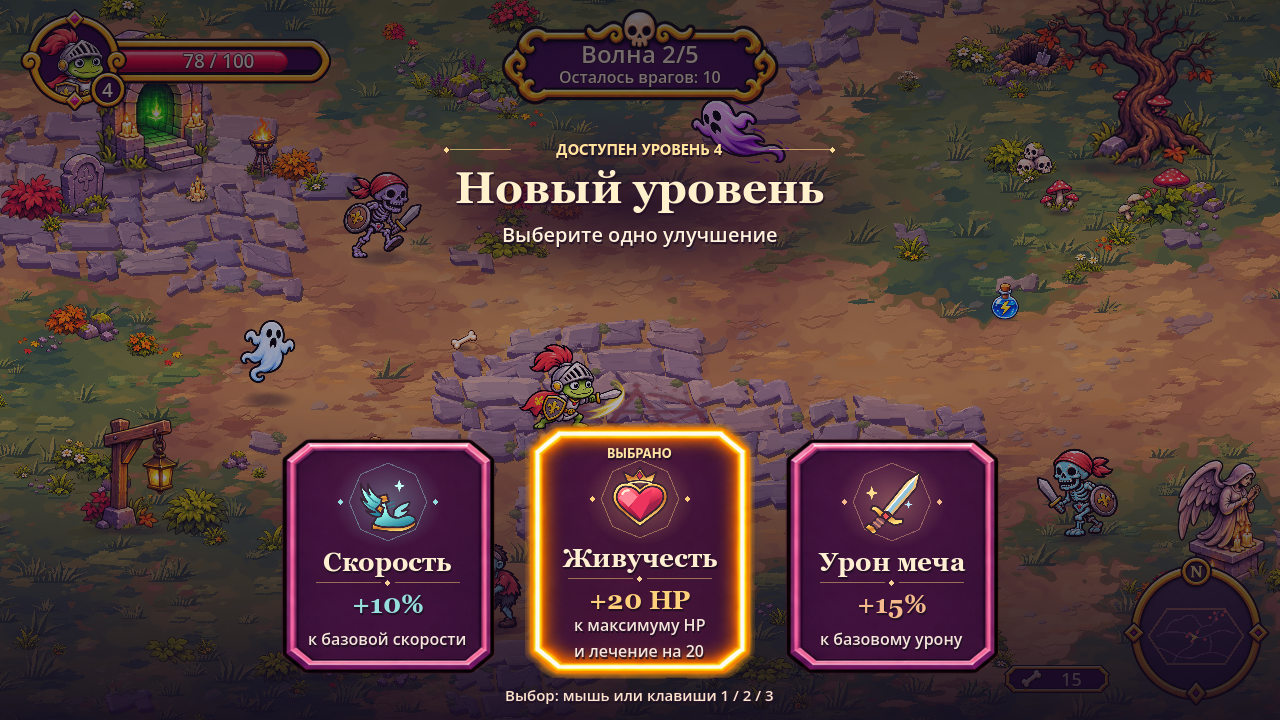 78 / 100
4
Волна 2/5
Осталось врагов: 10
ДОСТУПЕН УРОВЕНЬ 4
Новый уровень
Выберите одно улучшение
Скорость
+10%
к базовой скорости
ВЫБРАНО
Живучесть
+20 HP
к максимуму HP
и лечение на 20
Урон меча
+15%
к базовому урону
N
15
Выбор: мышь или клавиши 1 / 2 / 3